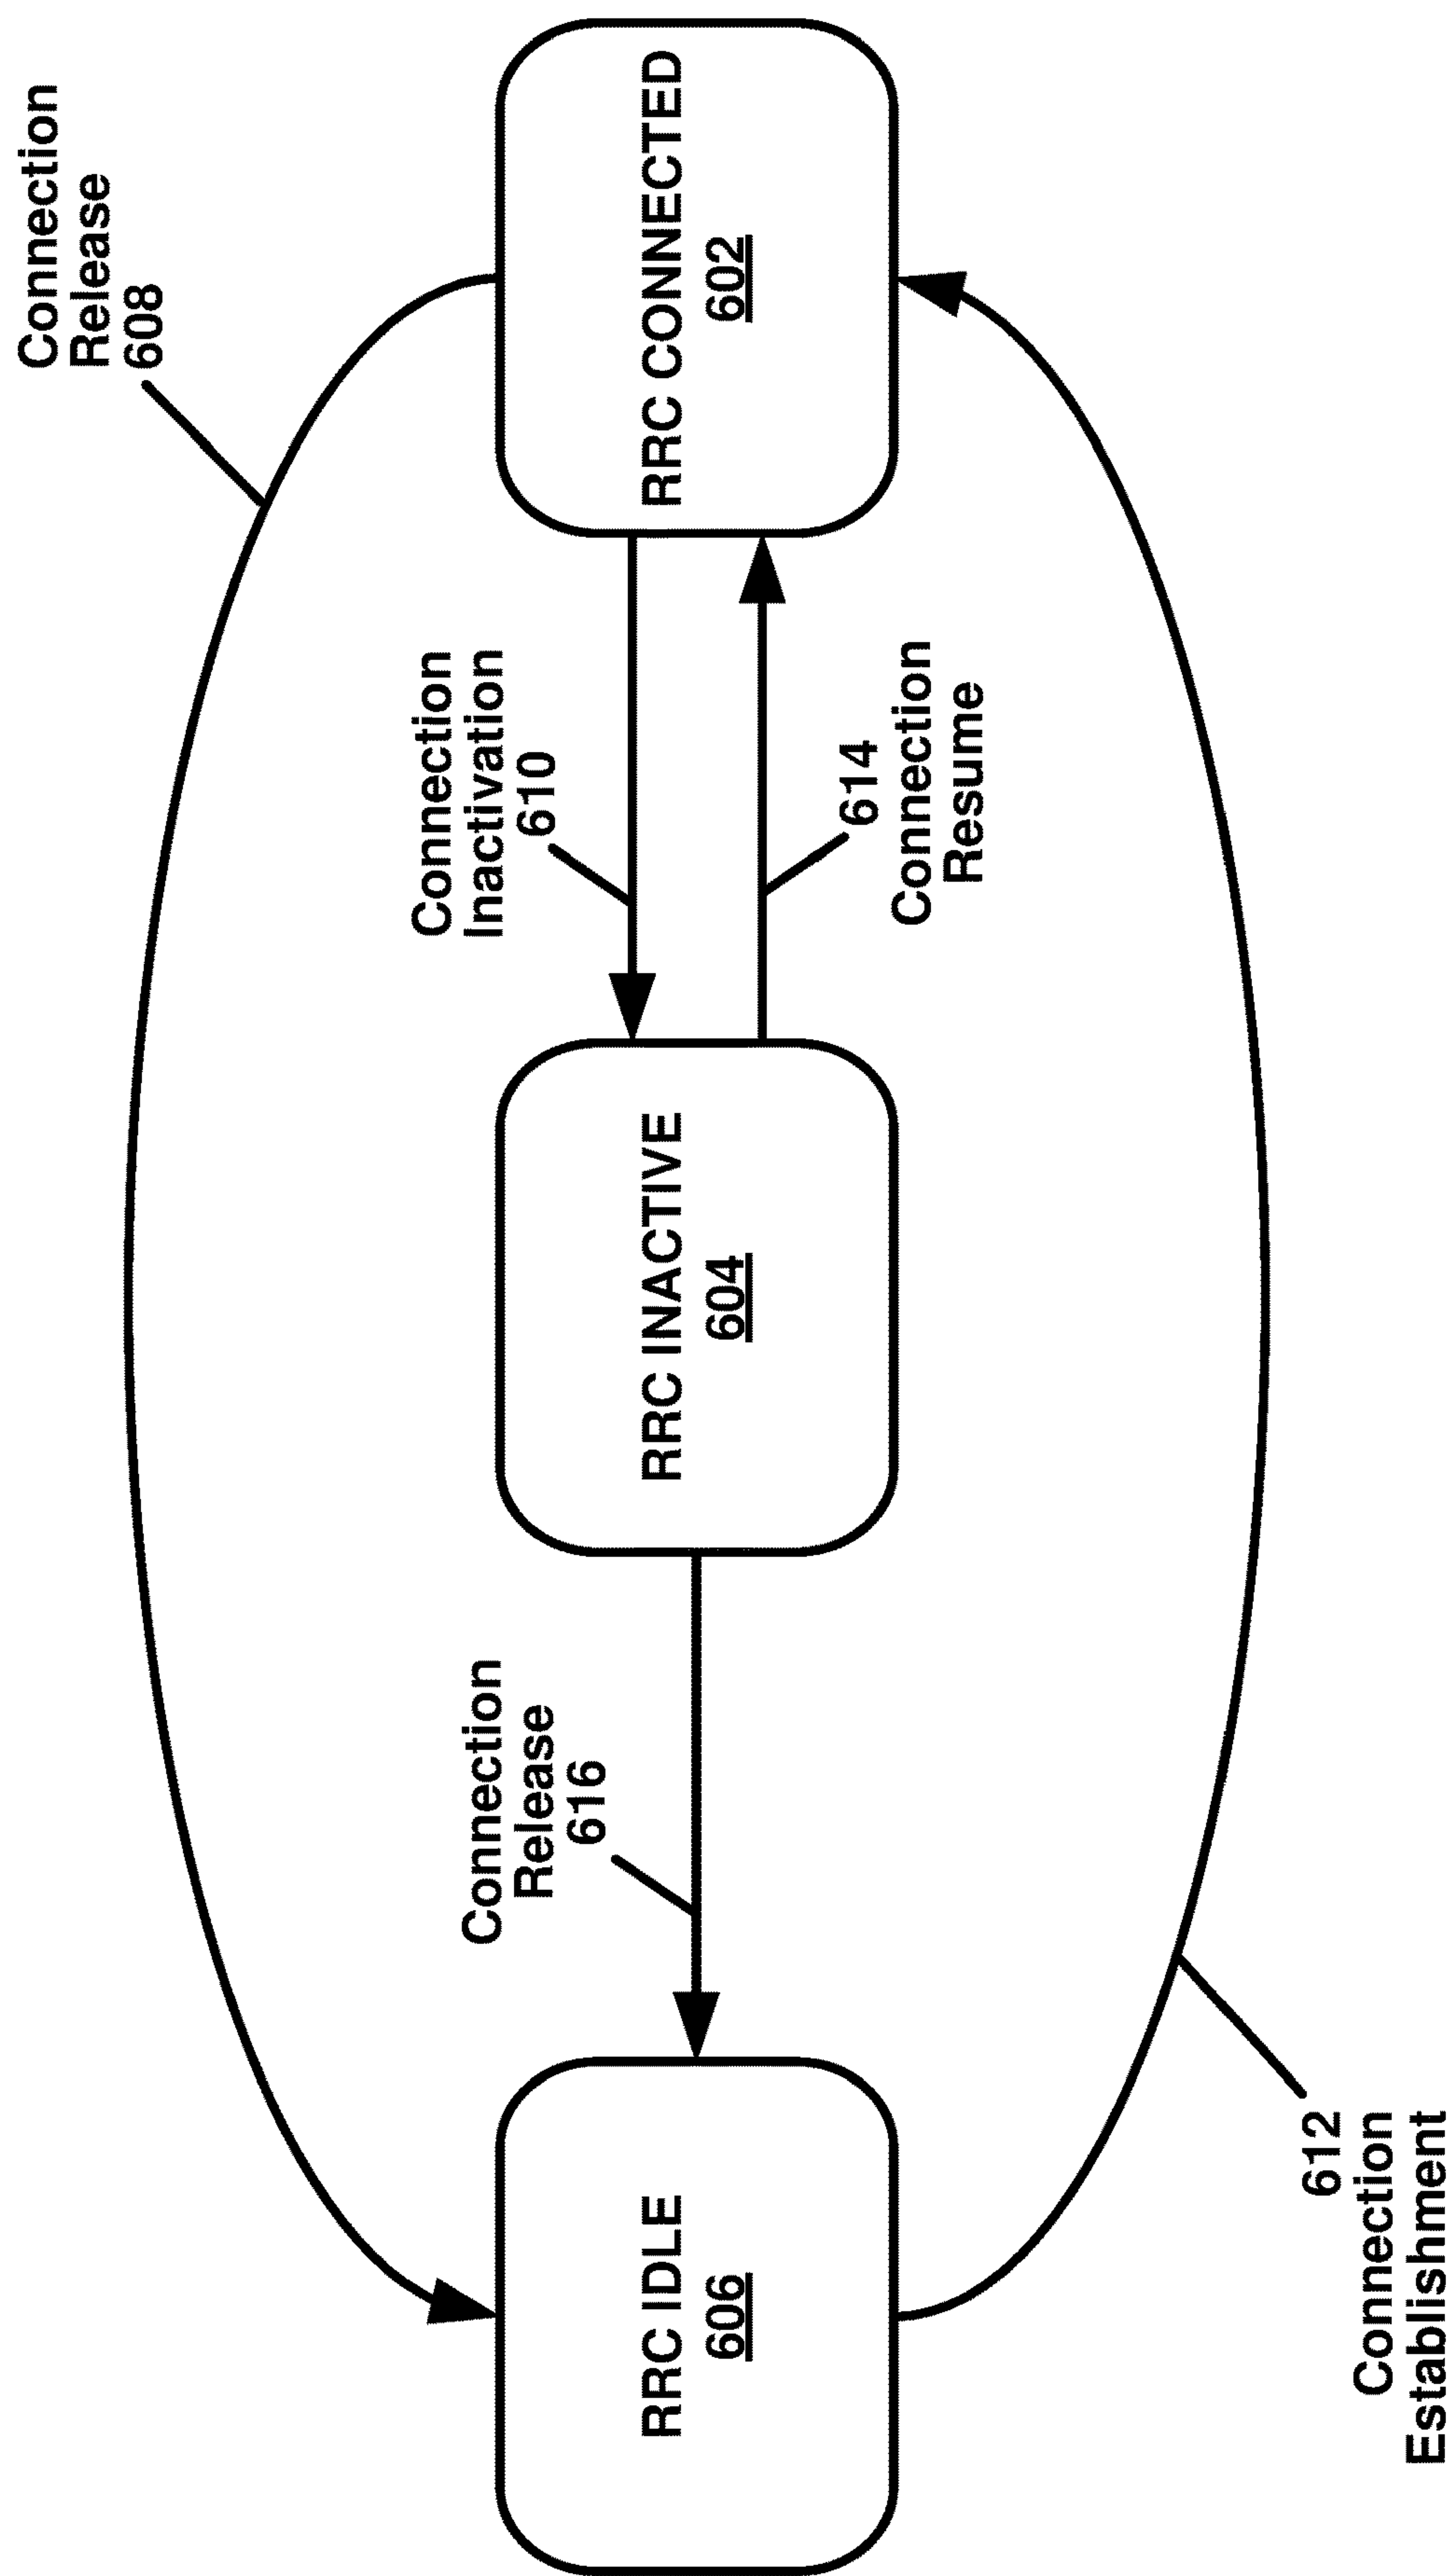 Connection
Release
608
Connection
Inactivation
610
Connection
Release
616
RRC IDLE
606
RRC INACTIVE
604
RRC CONNECTED
602
614
Connection
Resume
612
Connection
Establishment